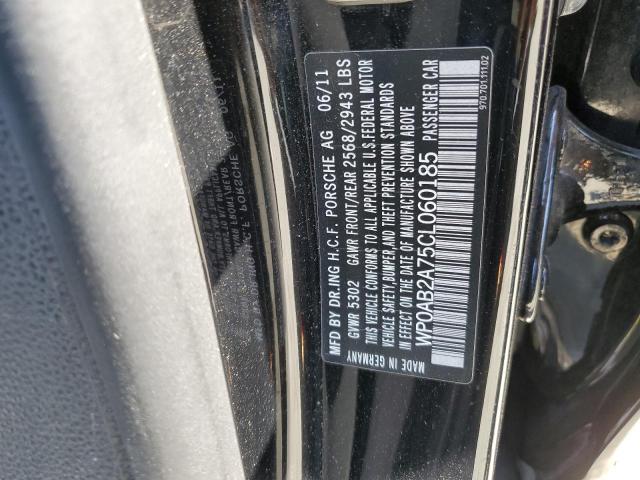 MFD BY DR.ING H.C.F. PORSCHE AG 06/11
GVWR 5302 GAWR FRONT/REAR 2568/2943 LBS
THIS VEHICLE CONFORMS TO ALL APPLICABLE U.S.FEDERAL MOTOR
VEHICLE SAFETY,BUMPER,AND THEFT PREVENTION STANDARDS
IN EFFECT ON THE DATE OF MANUFACTURE SHOWN ABOVE
WP0AB2A75CL060185 PASSENGER CAR
MADE IN GERMANY
970.701.111.02